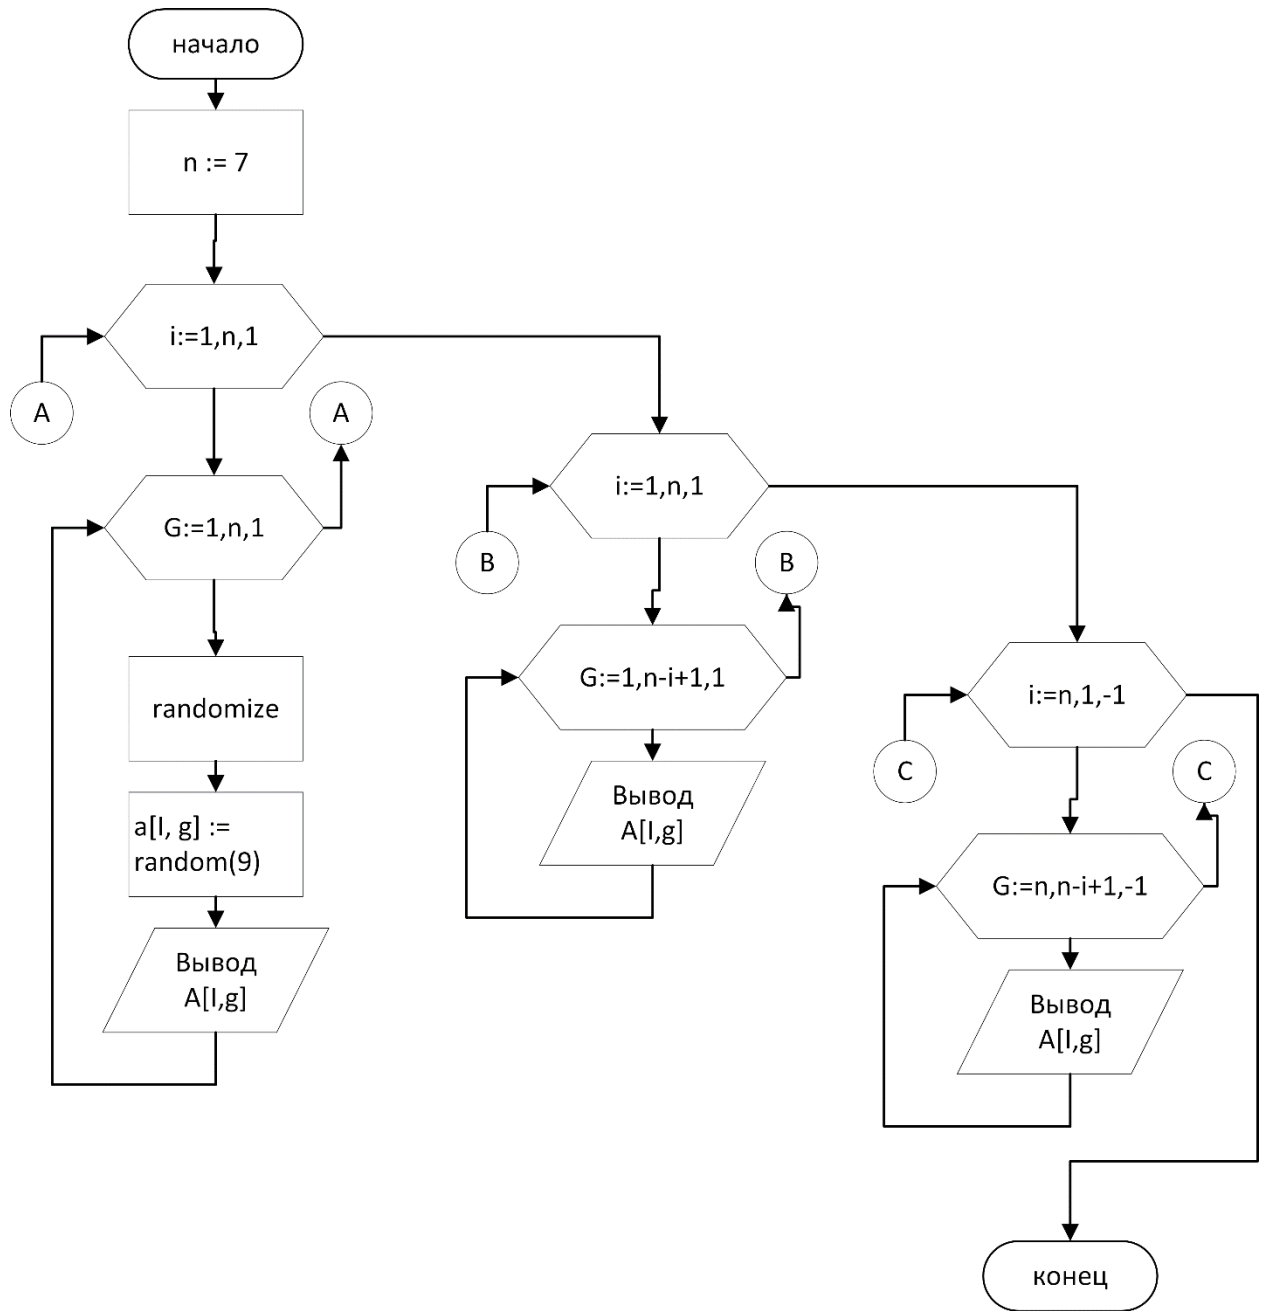 начало
n := 7
i:=1,n,1
A
A
G:=1,n,1
randomize
a[I, g] :=
random(9)
Вывод
A[I,g]
i:=1,n,1
B
B
G:=1,n-i+1,1
Вывод
A[I,g]
i:=n,1,-1
C
C
G:=n,n-i+1,-1
Вывод
A[I,g]
конец